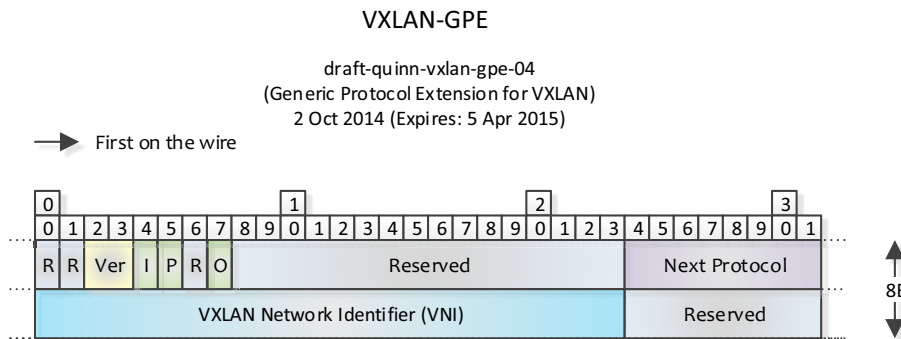 VXLAN-GPE
draft-quinn-vxlan-gpe-04
(Generic Protocol Extension for VXLAN)
2 Oct 2014 (Expires: 5 Apr 2015)
First on the wire
0 1 2 3
0 1 2 3 4 5 6 7 8 9 0 1 2 3 4 5 6 7 8 9 0 1 2 3 4 5 6 7 8 9 0 1
R R Ver I P R O Reserved Next Protocol
8B
VXLAN Network Identifier (VNI) Reserved